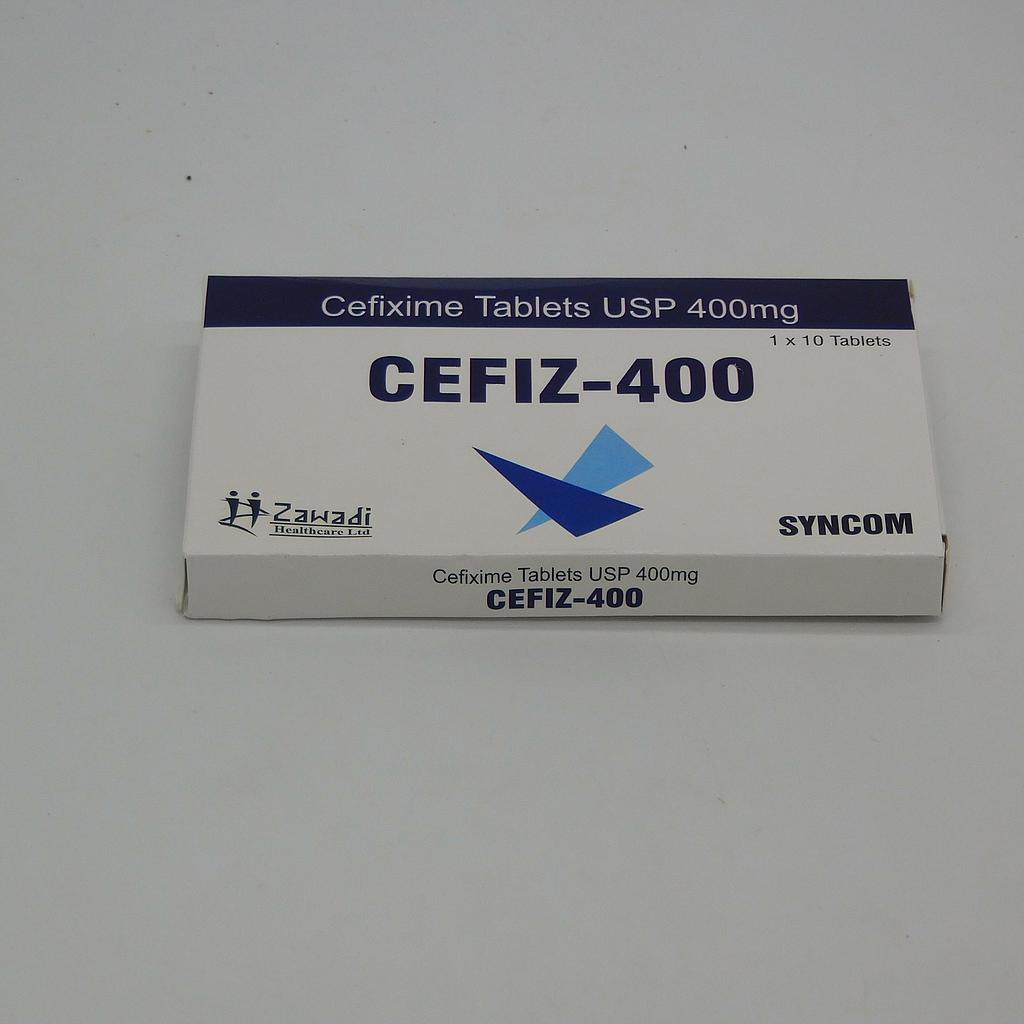 Cefixime Tablets USP 400mg
1 x 10 Tablets
CEFIZ-400
Zawadi
Healthcare Ltd
SYNCOM
Cefixime Tablets USP 400mg
CEFIZ-400